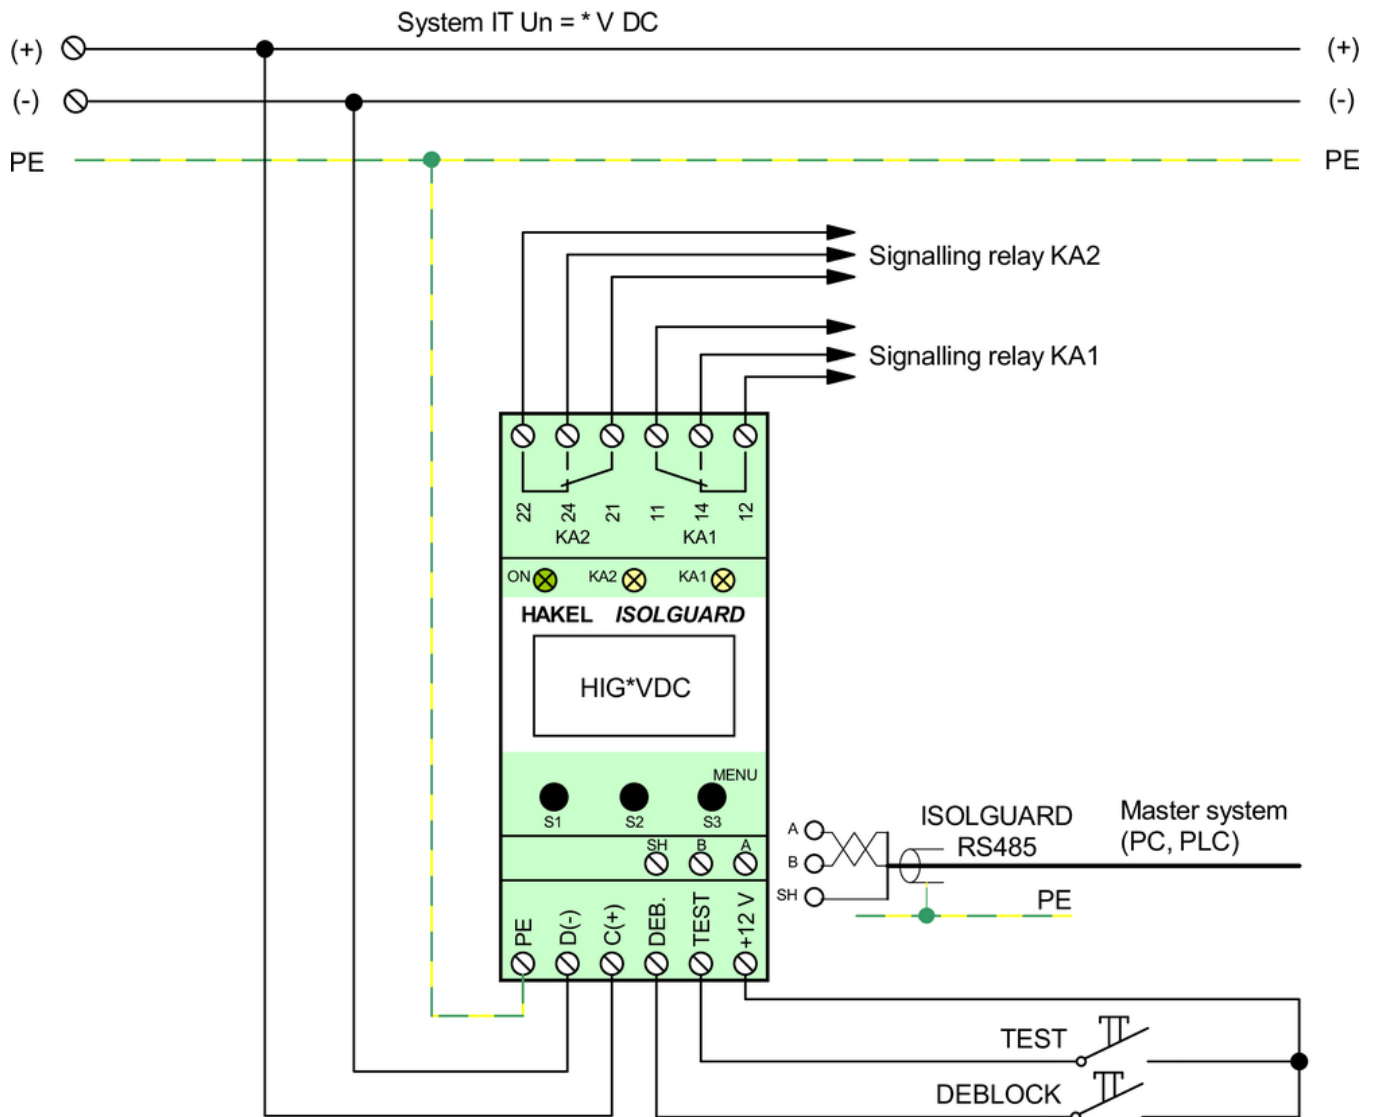 System IT Un = * V DC
(+) (+)
(-) (-)
PE PE
Signalling relay KA2
Signalling relay KA1
22 24 21 11 14 12
KA2 KA1
ON KA2 KA1
HAKEL ISOLGUARD
HIG*VDC
MENU
S1 S2 S3
SH B A
PE D(-) C(+) DEB. TEST +12 V
A
B
SH
ISOLGUARD
RS485
Master system
(PC, PLC)
PE
TEST
DEBLOCK